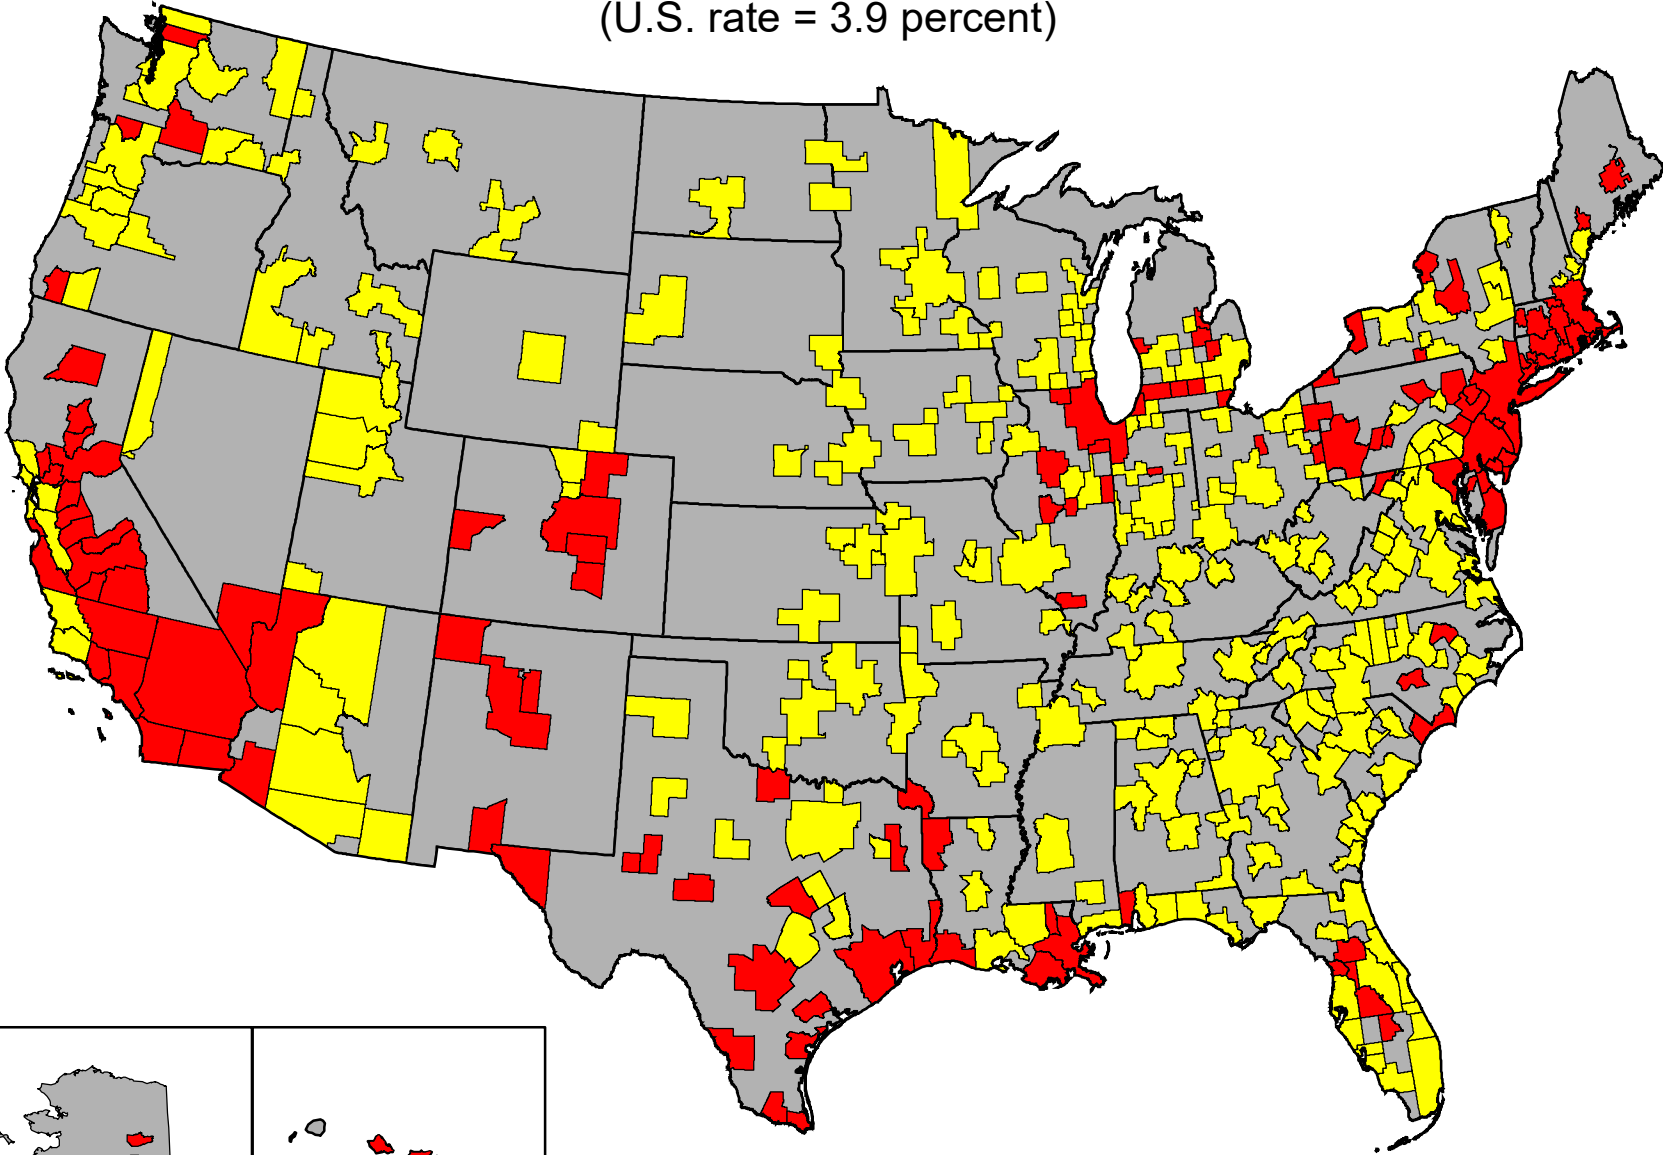 (U.S. rate = 3.9 percent)